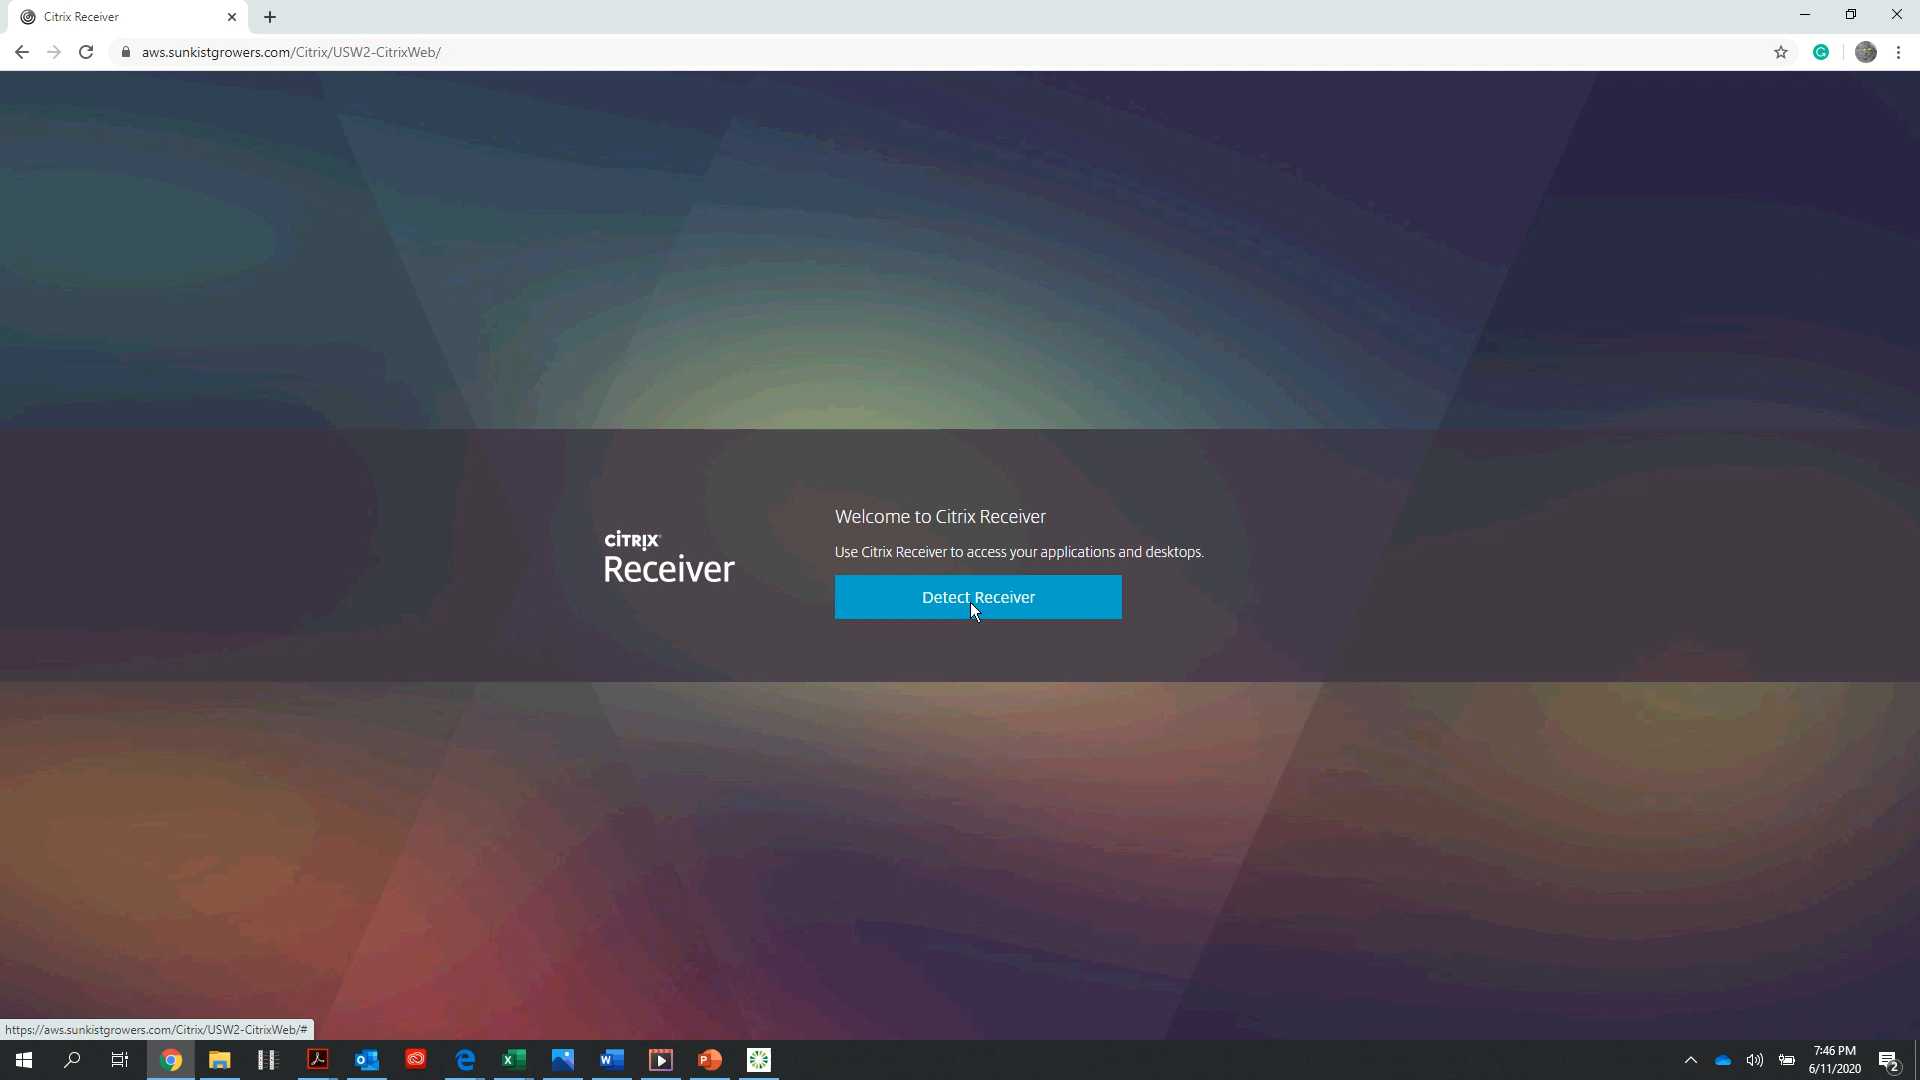 Citrix Receiver
aws.sunkistgrowers.com/Citrix/USW2-CitrixWeb/
Welcome to Citrix Receiver
CITRIX
Receiver
Use Citrix Receiver to access your applications and desktops.
Detect Receiver
https://aws.sunkistgrowers.com/Citrix/USW2-CitrixWeb/#
7:46 PM
6/11/2020
2